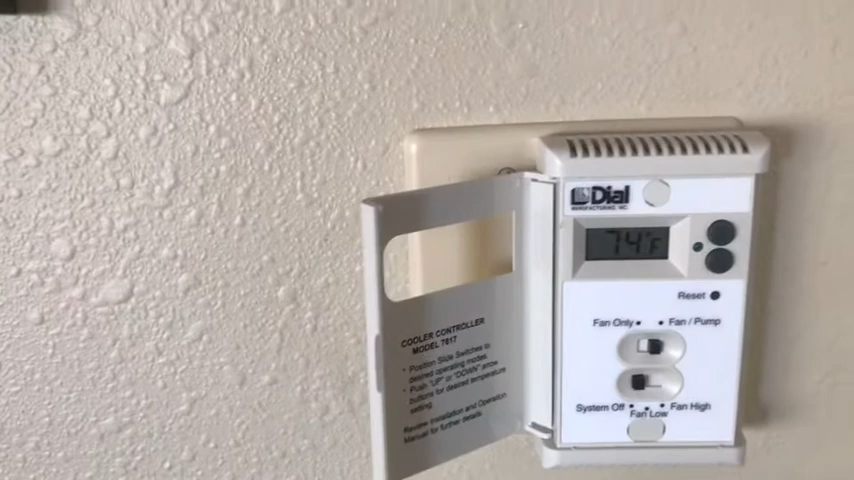 Dial
MANUFACTURING, INC.
74°F
Reset
Fan Only
Fan / Pump
System Off
Fan Low
Fan High
COOLER CONTROLLER
MODEL 7617
• Position Slide Switches to
desired operating modes.
• Push "UP" or "DOWN" arrow
buttons for desired temperature
setting.
Review Installation and Operation
Manual for further details.